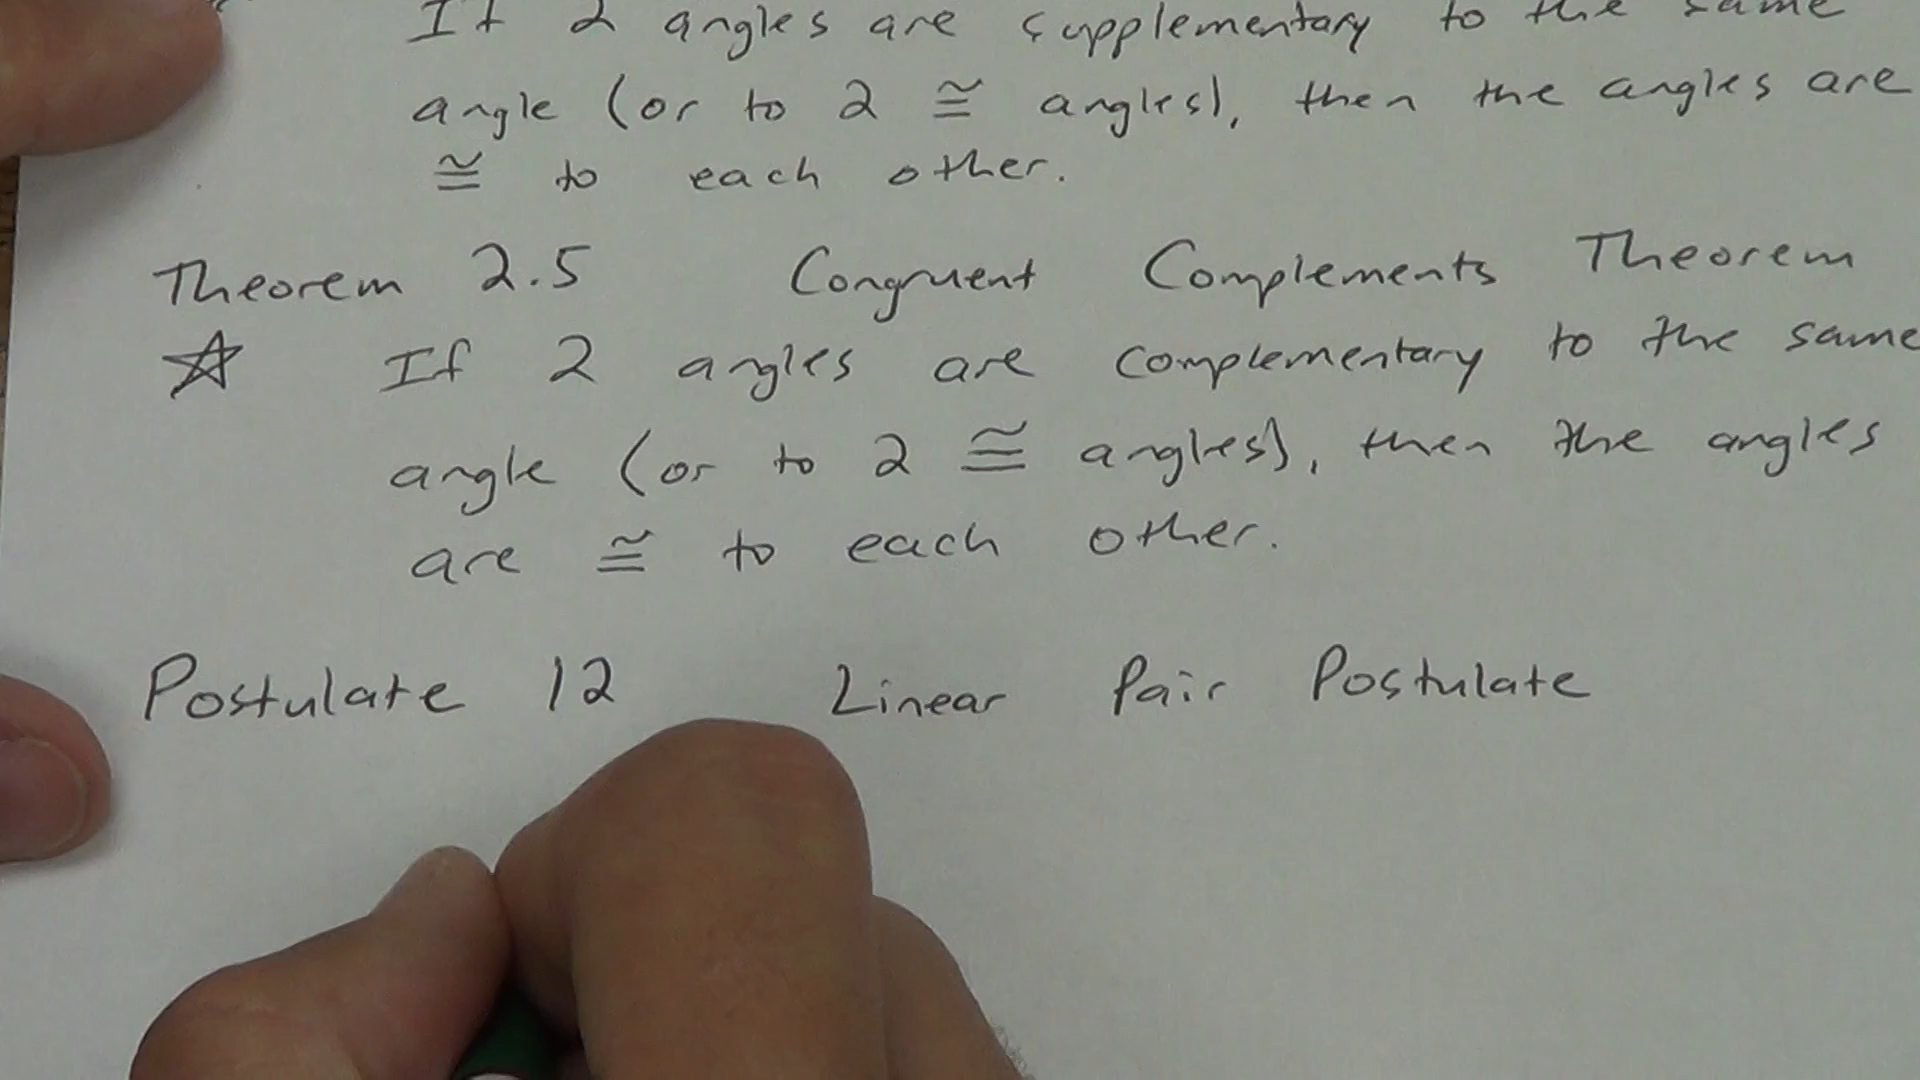 If 2 angles are supplementary to the same
angle (or to 2 ≅ angles), then the angles are
≅ to each other.
Theorem 2.5 Congruent Complements Theorem
☆ If 2 angles are complementary to the same
angle (or to 2 ≅ angles), then the angles
are ≅ to each other.
Postulate 12 Linear Pair Postulate